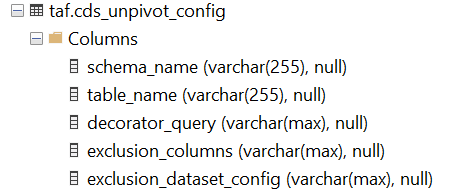 taf.cds_unpivot_config
Columns
schema_name (varchar(255), null)
table_name (varchar(255), null)
decorator_query (varchar(max), null)
exclusion_columns (varchar(max), null)
exclusion_dataset_config (varchar(max), null)